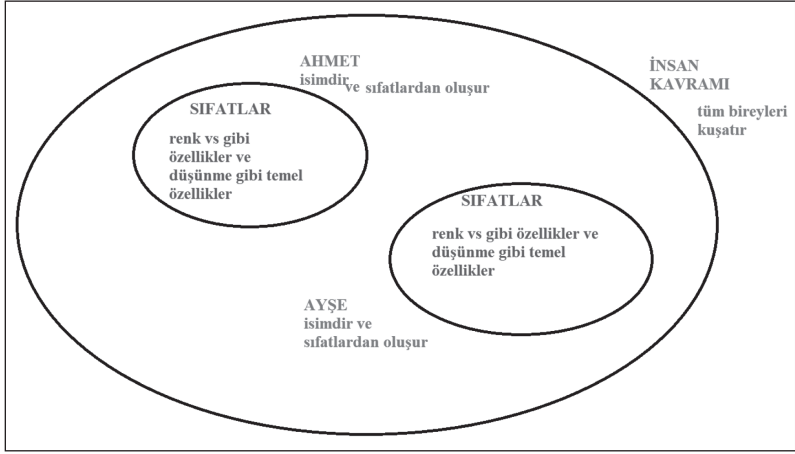 AHMET
isimdir ve sıfatlardan oluşur
SIFATLAR
renk vs gibi
özellikler ve
düşünme gibi temel
özellikler
İNSAN
KAVRAMI
tüm bireyleri
kuşatır
SIFATLAR
renk vs gibi özellikler ve
düşünme gibi temel
özellikler
AYŞE
isimdir ve
sıfatlardan oluşur